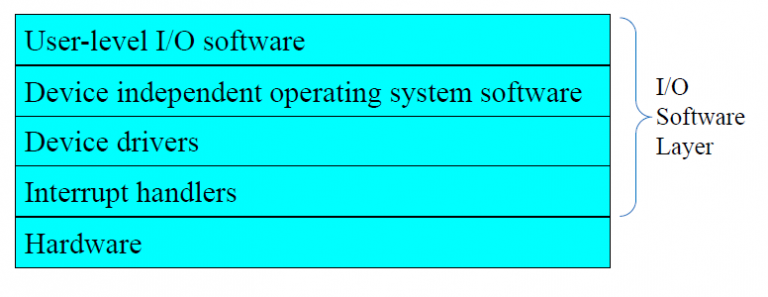 User-level I/O software
Device independent operating system software
Device drivers
Interrupt handlers
Hardware
I/O
Software
Layer